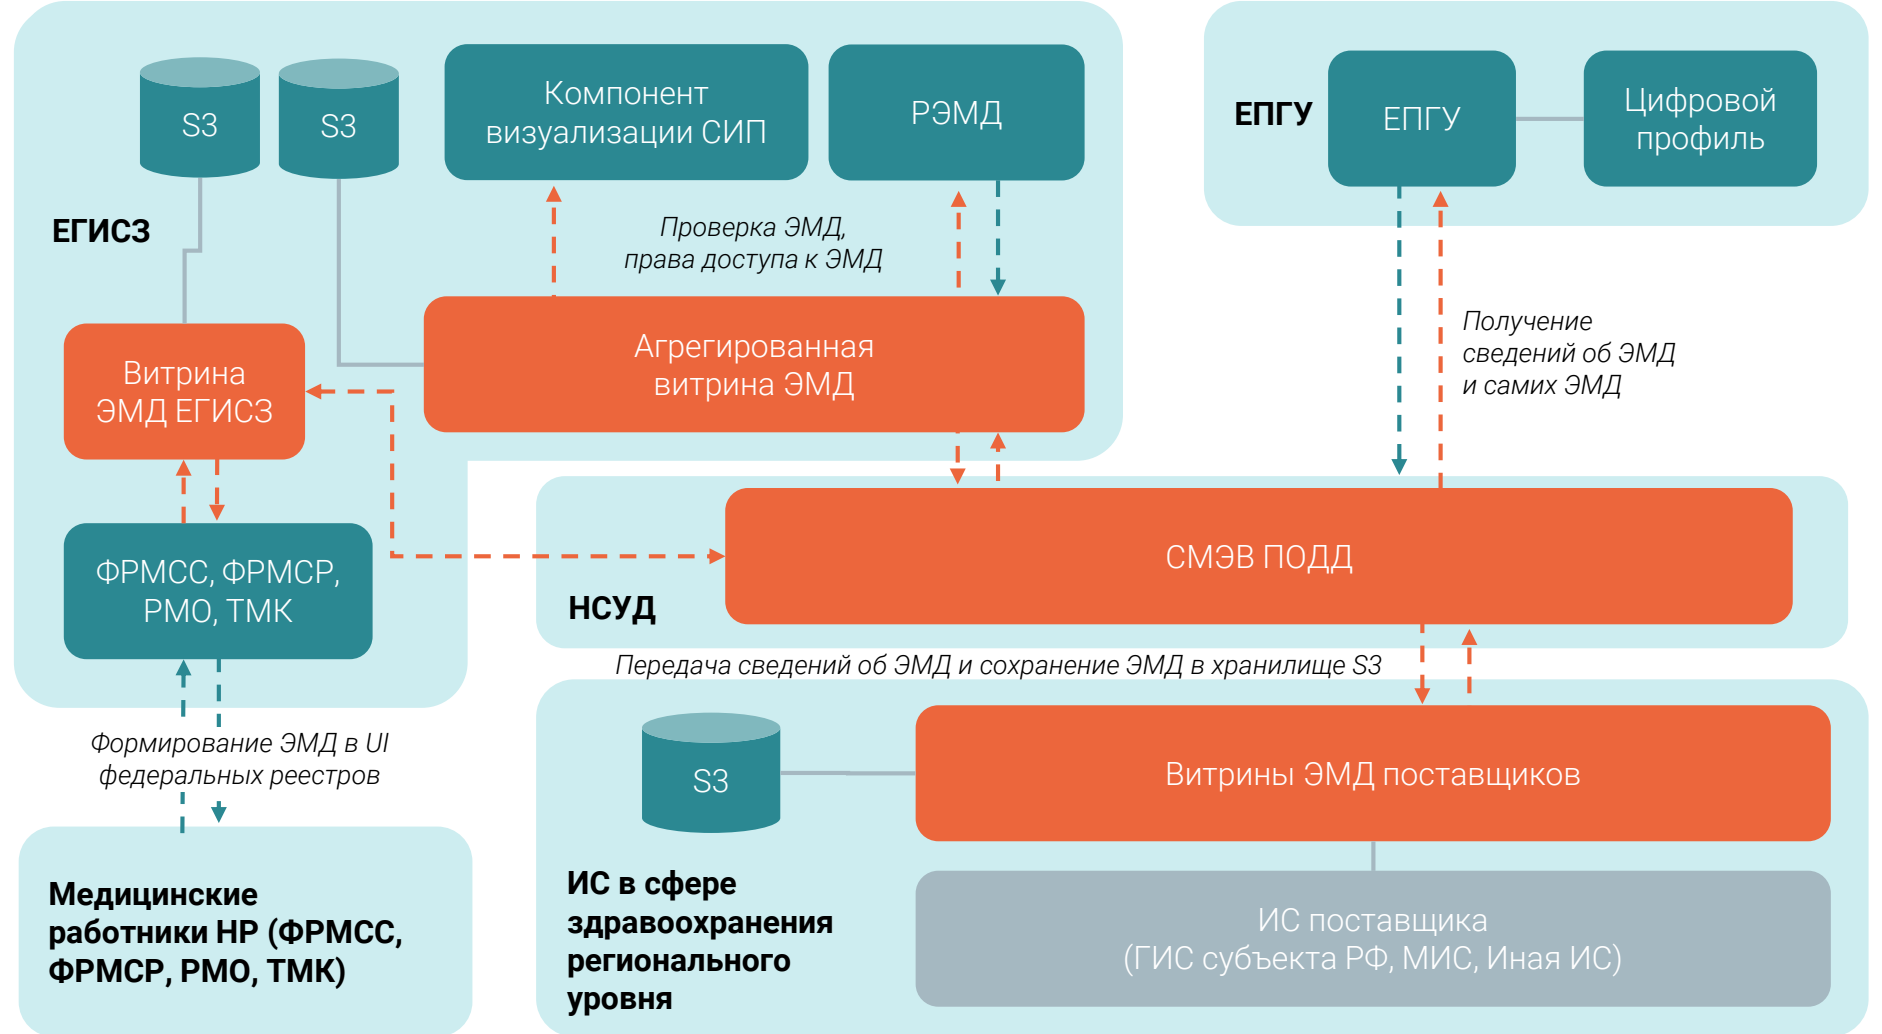 S3
S3
Компонент
визуализации СИП
РЭМД
ЕГИСЗ
Проверка ЭМД,
права доступа к ЭМД
Витрина
ЭМД ЕГИСЗ
Агрегированная
витрина ЭМД
ФРМСС, ФРМСР,
РМО, ТМК
Формирование ЭМД в UI
федеральных реестров
Медицинские
работники НР (ФРМСС,
ФРМСР, РМО, ТМК)
ЕПГУ
ЕПГУ
Цифровой
профиль
Получение
сведений об ЭМД
и самих ЭМД
СМЭВ ПОДД
НСУД
Передача сведений об ЭМД и сохранение ЭМД в хранилище S3
S3
Витрины ЭМД поставщиков
ИС в сфере
здравоохранения
регионального
уровня
ИС поставщика
(ГИС субъекта РФ, МИС, Иная ИС)